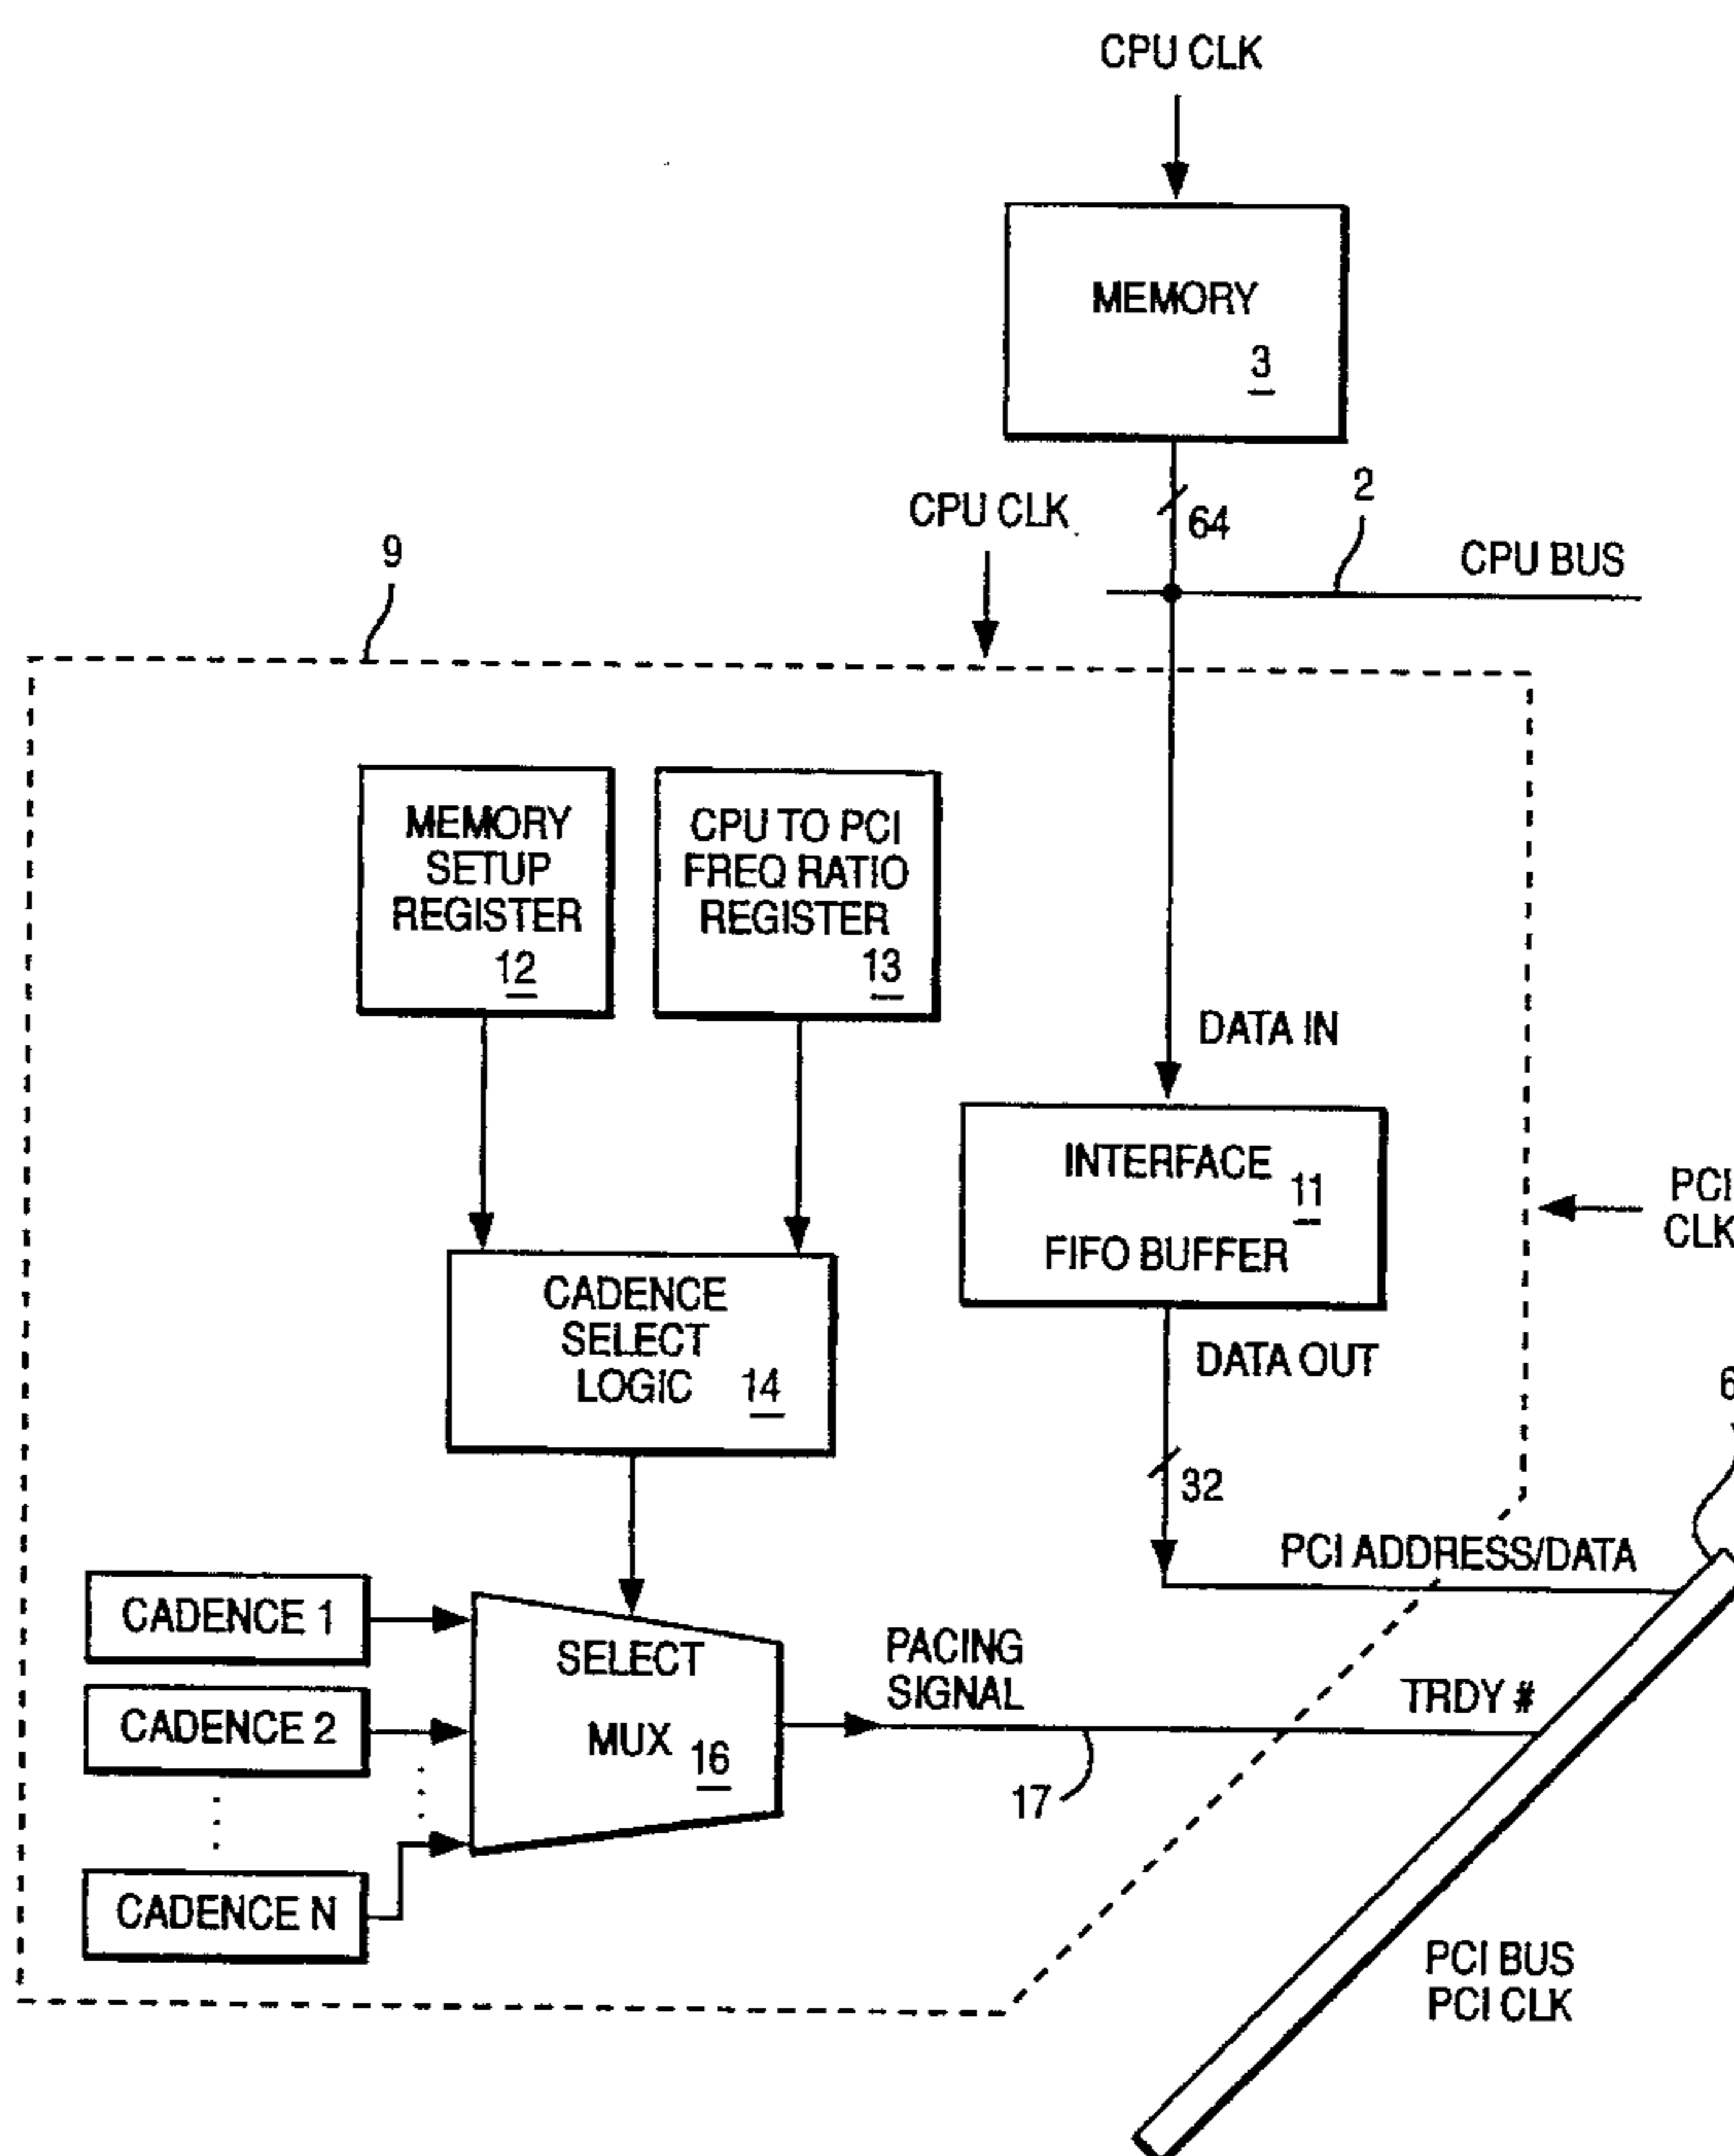 CPU CLK
MEMORY
3
64
2
CPU CLK
CPU BUS
9
MEMORY
SETUP
REGISTER
12
CPU TO PCI
FREQ RATIO
REGISTER
13
DATA IN
INTERFACE
11
FIFO BUFFER
PCI
CLK
CADENCE
SELECT
LOGIC
14
DATA OUT
32
6
PCI ADDRESS/DATA
CADENCE 1
CADENCE 2
CADENCE N
SELECT
MUX
16
PACING
SIGNAL
17
TRDY #
PCI BUS
PCI CLK